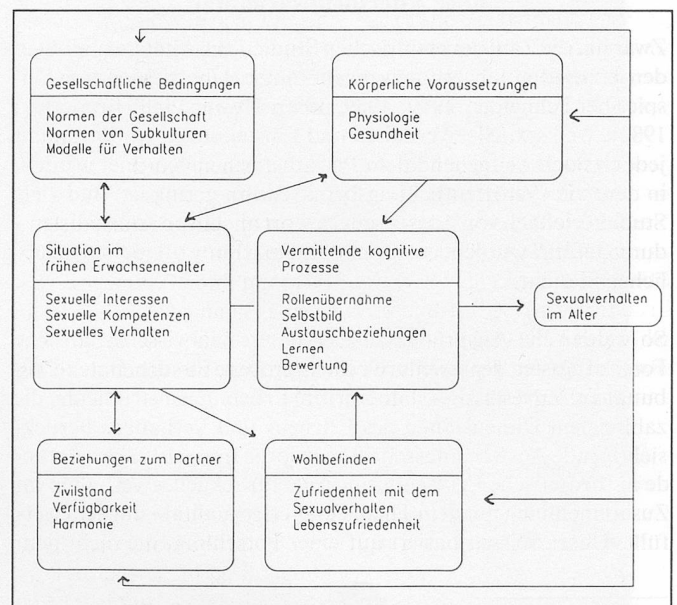 Gesellschaftliche Bedingungen
Normen der Gesellschaft
Normen von Subkulturen
Modelle für Verhalten
Körperliche Voraussetzungen
Physiologie
Gesundheit
Situation im
frühen Erwachsenenalter
Sexuelle Interessen
Sexuelle Kompetenzen
Sexuelles Verhalten
Vermittelnde kognitive
Prozesse
Rollenübernahme
Selbstbild
Austauschbeziehungen
Lernen
Bewertung
Sexualverhalten
im Alter
Beziehungen zum Partner
Zivilstand
Verfügbarkeit
Harmonie
Wohlbefinden
Zufriedenheit mit dem
Sexualverhalten
Lebenszufriedenheit